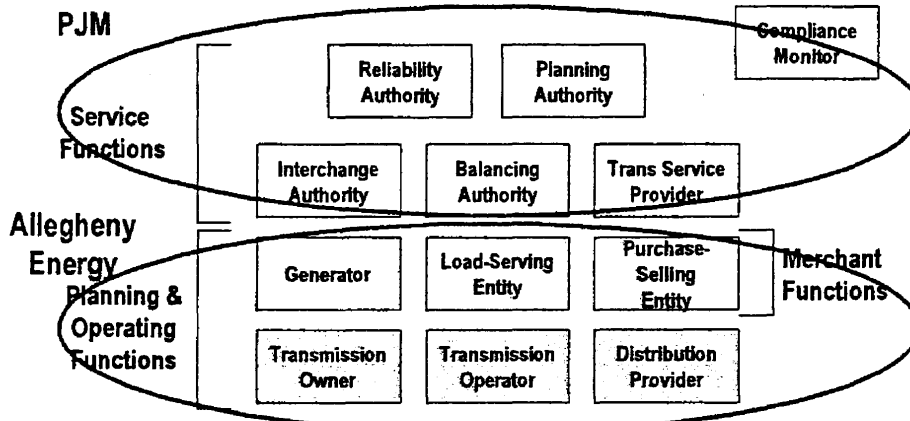 PJM
Compliance
Monitor
Reliability
Authority
Planning
Authority
Service
Functions
Interchange
Authority
Balancing
Authority
Trans Service
Provider
Allegheny
Energy
Generator
Load-Serving
Entity
Purchase-
Selling
Entity
Merchant
Functions
Planning &
Operating
Functions
Transmission
Owner
Transmission
Operator
Distribution
Provider